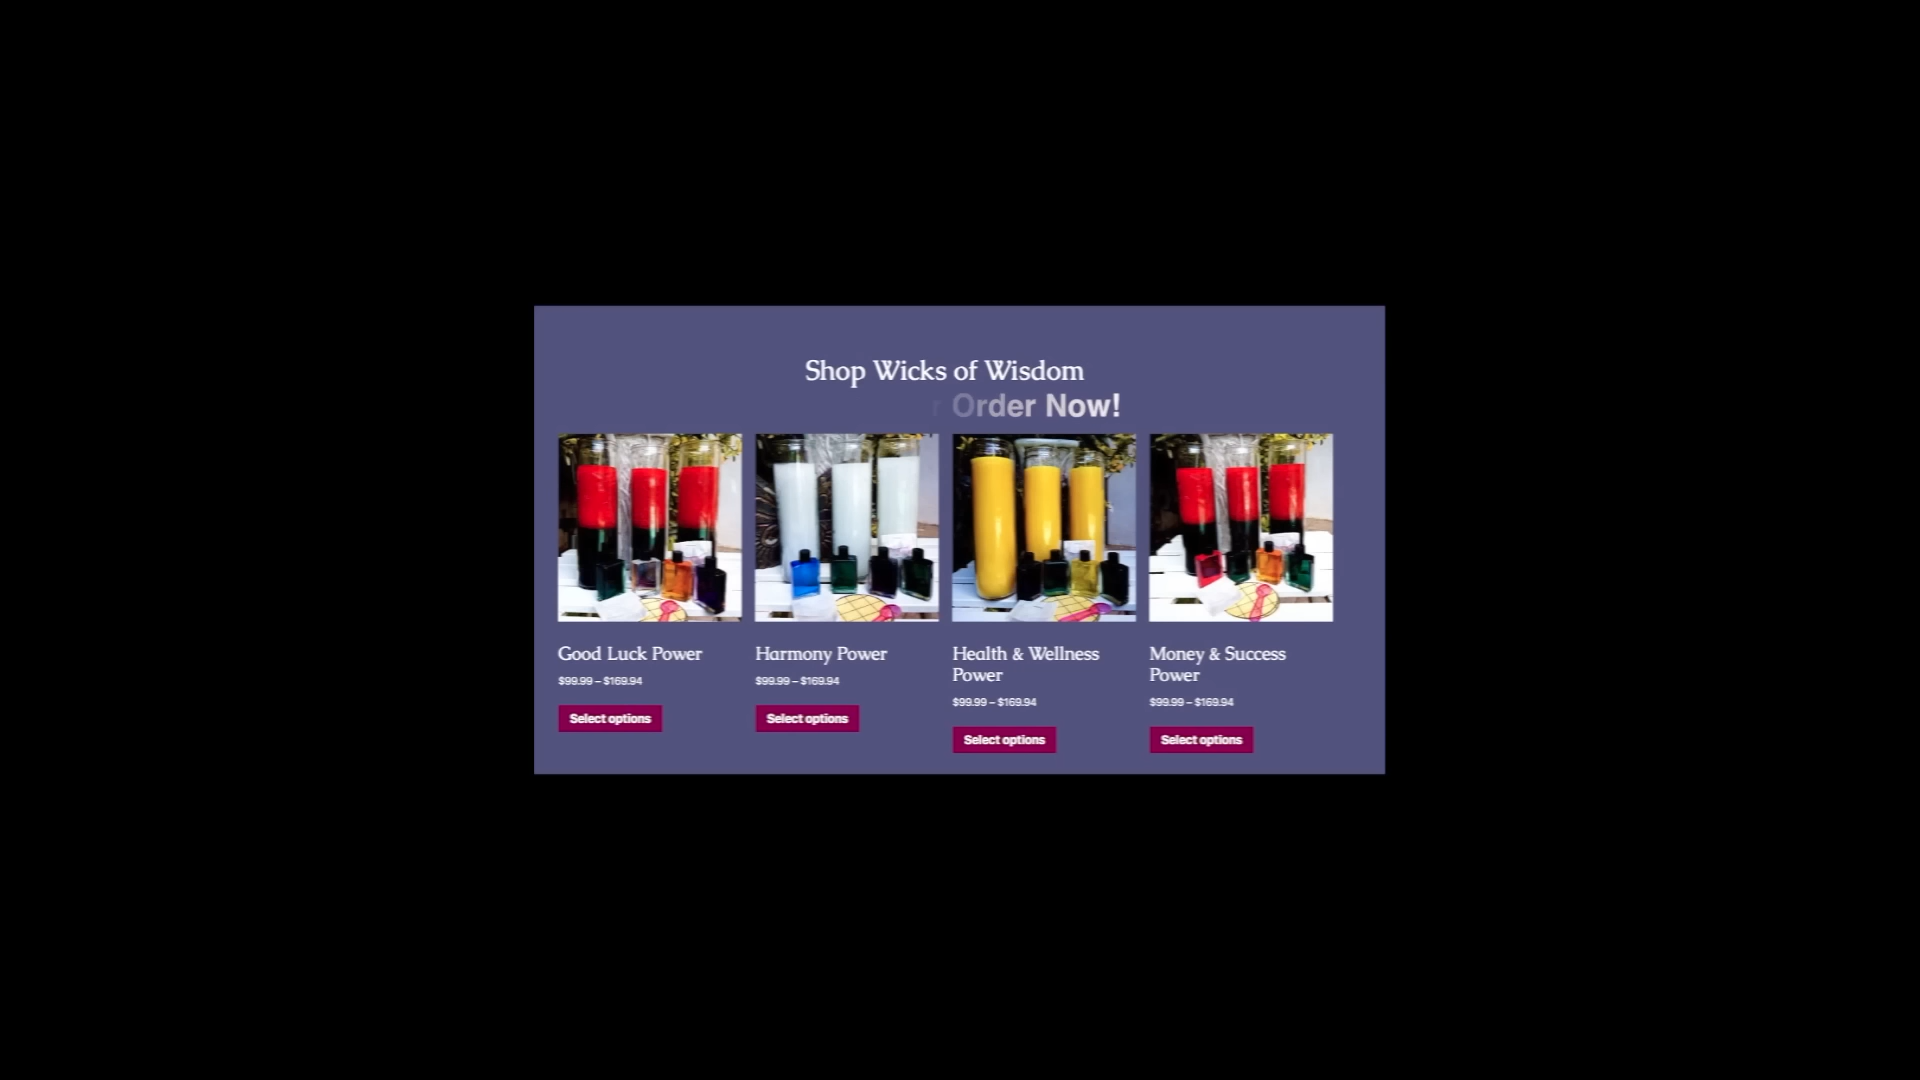 Shop Wicks of Wisdom
r Order Now!
Good Luck Power
$99.99 – $169.94
Select options
Harmony Power
$99.99 – $169.94
Select options
Health & Wellness
Power
$99.99 – $169.94
Select options
Money & Success
Power
$99.99 – $169.94
Select options